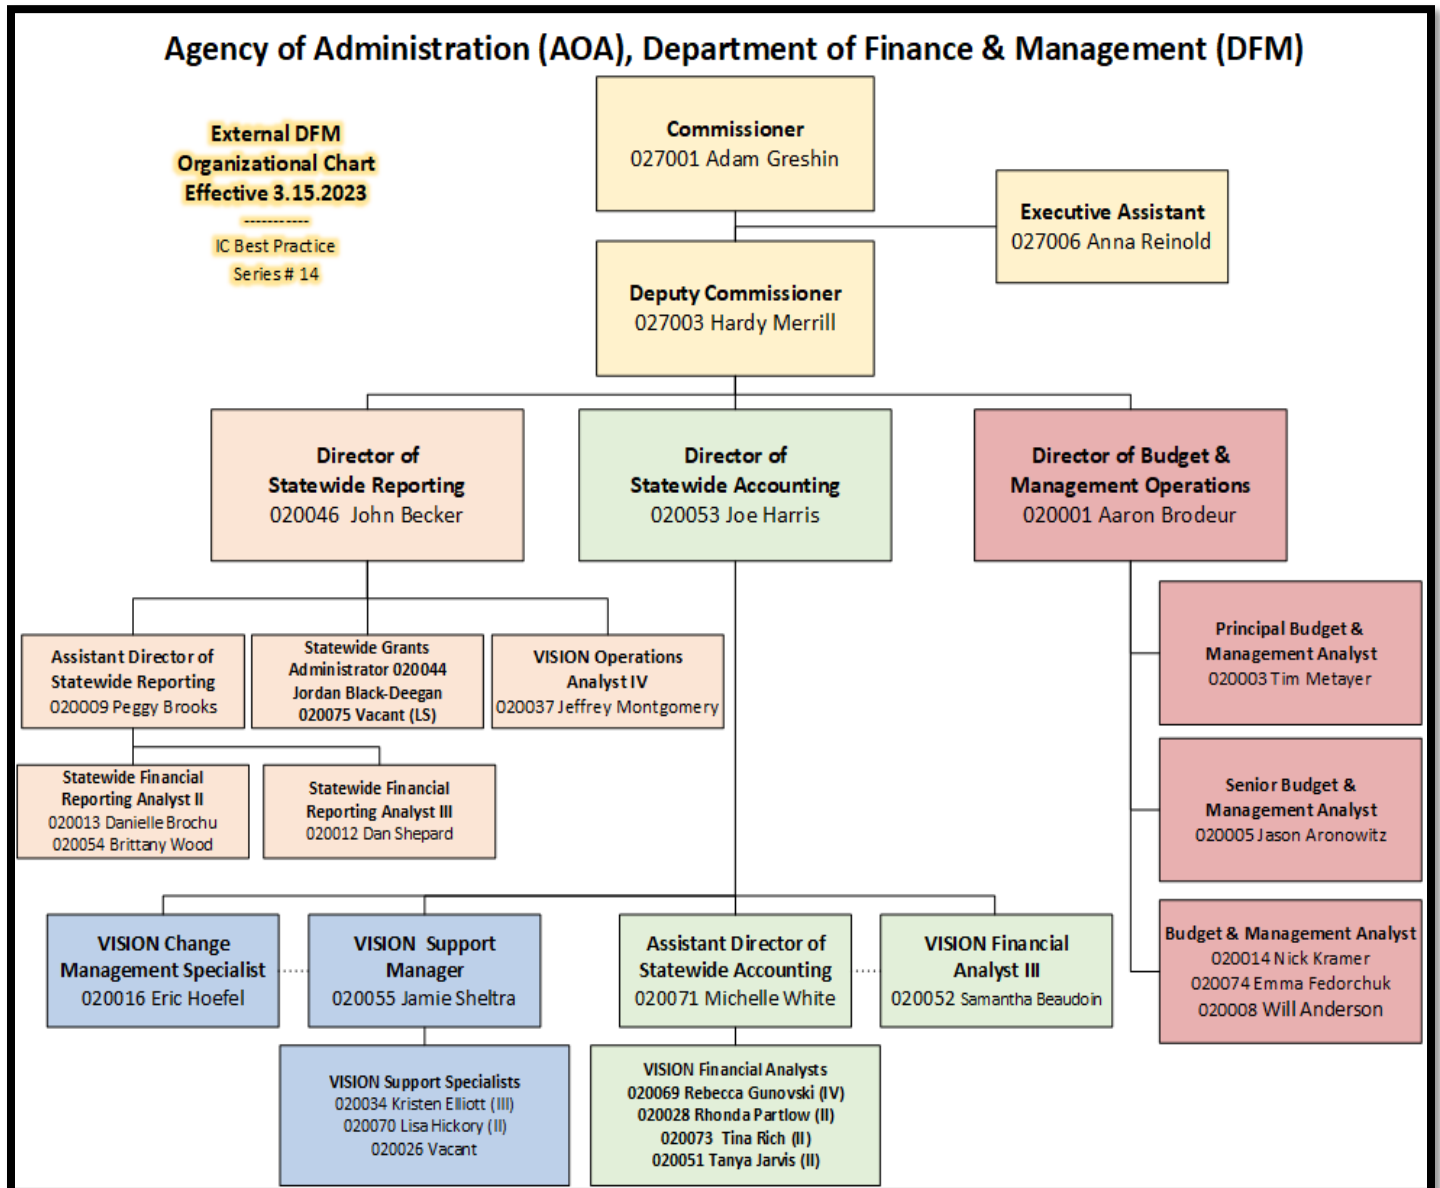 Agency of Administration (AOA), Department of Finance & Management (DFM)
External DFM
Organizational Chart
Effective 3.15.2023
-----------
IC Best Practice
Series # 14
Commissioner
027001 Adam Greshin
Executive Assistant
027006 Anna Reinold
Deputy Commissioner
027003 Hardy Merrill
Director of
Statewide Reporting
020046 John Becker
Director of
Statewide Accounting
020053 Joe Harris
Director of Budget &
Management Operations
020001 Aaron Brodeur
Assistant Director of
Statewide Reporting
020009 Peggy Brooks
Statewide Grants
Administrator 020044
Jordan Black-Deegan
020075 Vacant (LS)
VISION Operations
Analyst IV
020037 Jeffrey Montgomery
Principal Budget &
Management Analyst
020003 Tim Metayer
Statewide Financial
Reporting Analyst II
020013 Danielle Brochu
020054 Brittany Wood
Statewide Financial
Reporting Analyst III
020012 Dan Shepard
Senior Budget &
Management Analyst
020005 Jason Aronowitz
VISION Change
Management Specialist
020016 Eric Hoefel
VISION Support
Manager
020055 Jamie Sheltra
Assistant Director of
Statewide Accounting
020071 Michelle White
VISION Financial
Analyst III
020052 Samantha Beaudoin
Budget & Management Analyst
020014 Nick Kramer
020074 Emma Fedorchuk
020008 Will Anderson
VISION Support Specialists
020034 Kristen Elliott (III)
020070 Lisa Hickory (II)
020026 Vacant
VISION Financial Analysts
020069 Rebecca Gunovski (IV)
020028 Rhonda Partlow (II)
020073 Tina Rich (II)
020051 Tanya Jarvis (II)